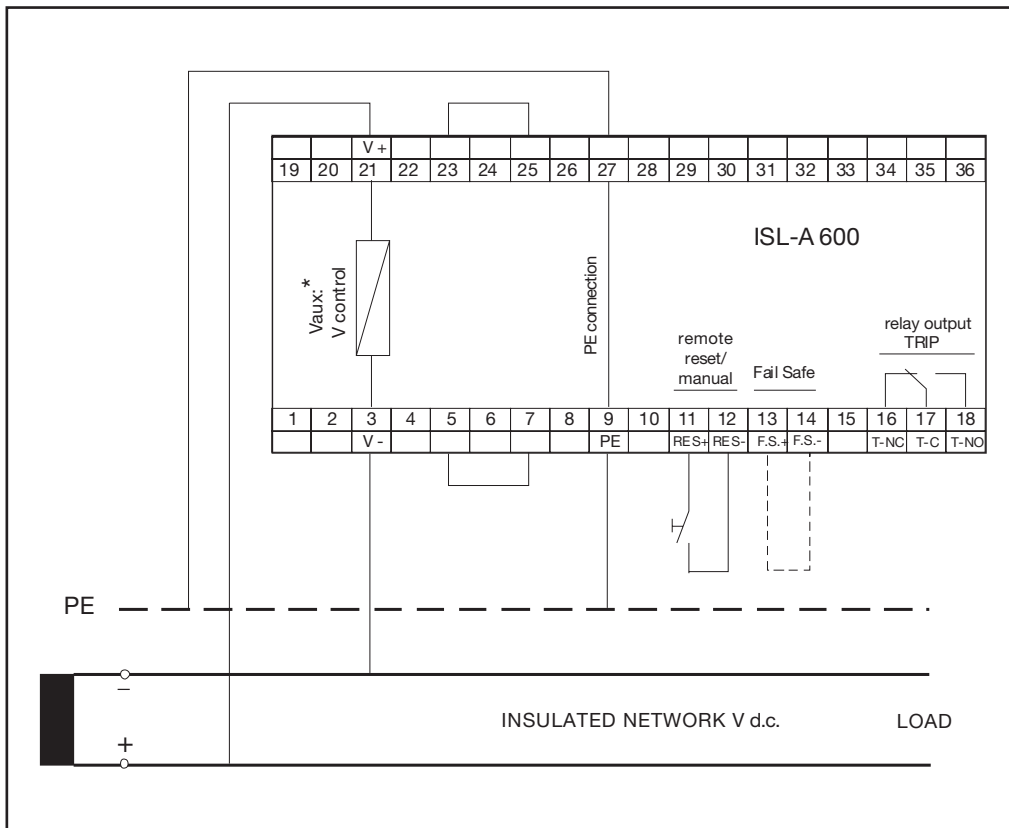 V +
19 20 21 22 23 24 25 26 27 28 29 30 31 32 33 34 35 36
ISL-A 600
Vaux:*
V control
PE connection
remote
reset/
manual
Fail Safe
relay output
TRIP
1 2 3 4 5 6 7 8 9 10 11 12 13 14 15 16 17 18
V - PE RES+ RES- F.S.+ F.S.- T-NC T-C T-NO
PE
–
INSULATED NETWORK V d.c. LOAD
+